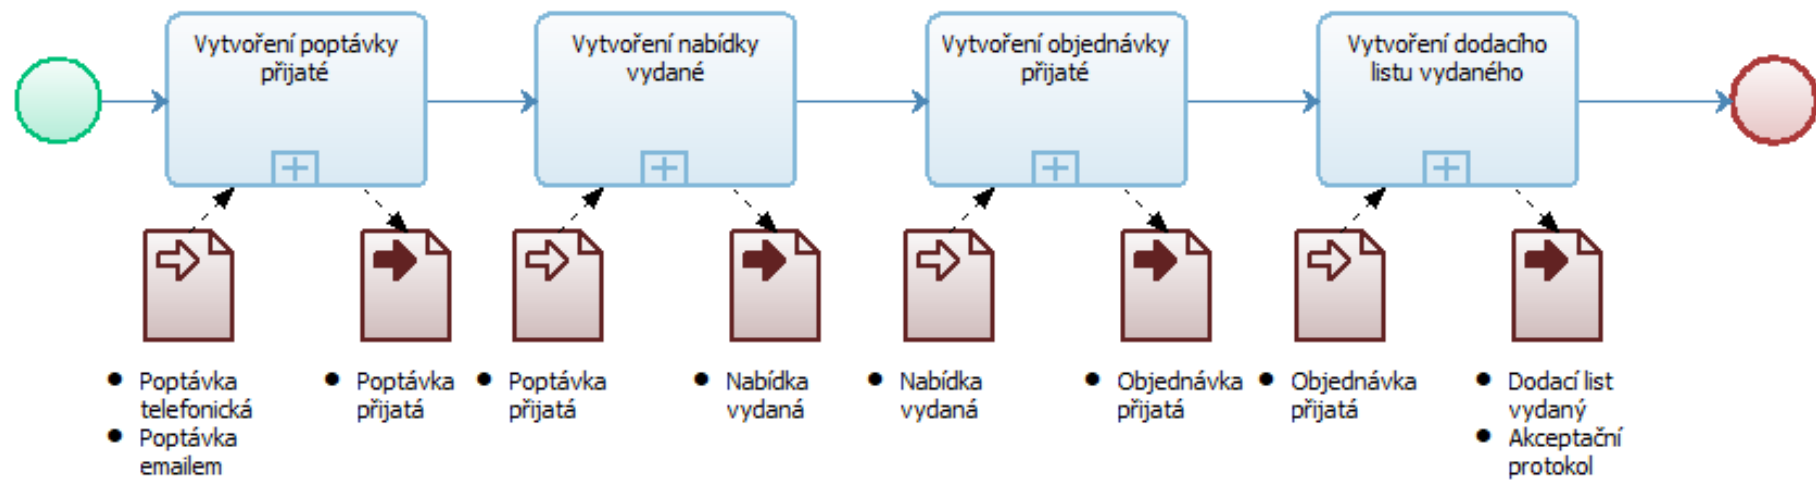 Vytvoření poptávky
přijaté
Vytvoření nabídky
vydané
Vytvoření objednávky
přijaté
Vytvoření dodacího
listu vydaného
Poptávka
telefonická
Poptávka
emailem
Poptávka
přijatá
Poptávka
přijatá
Nabídka
vydaná
Nabídka
vydaná
Objednávka
přijatá
Objednávka
přijatá
Dodací list
vydaný
Akceptační
protokol